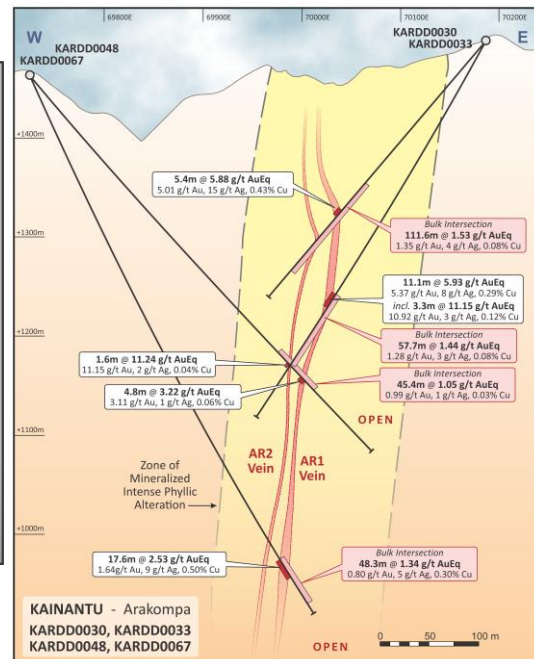 69800 69900 70000 70100 70200
W
KARDD0048
KARDD0067
KARDD0030
KARDD0033
E
+1400m
5.4m @ 5.88 g/t AuEq
5.01 g/t Au, 15 g/t Ag, 0.43% Cu
+1300m
Bulk Intersection
111.6m @ 1.53 g/t AuEq
1.35 g/t Au, 4 g/t Ag, 0.08% Cu
11.1m @ 5.93 g/t AuEq
5.37 g/t Au, 8 g/t Ag, 0.29% Cu
incl. 3.3m @ 11.15 g/t AuEq
10.92 g/t Au, 3 g/t Ag, 0.12% Cu
+1200m
Bulk Intersection
57.7m @ 1.44 g/t AuEq
1.28 g/t Au, 3 g/t Ag, 0.08% Cu
1.6m @ 11.24 g/t AuEq
11.15 g/t Au, 2 g/t Ag, 0.04% Cu
Bulk Intersection
45.4m @ 1.05 g/t AuEq
0.99 g/t Au, 1 g/t Ag, 0.03% Cu
4.8m @ 3.22 g/t AuEq
3.11 g/t Au, 1 g/t Ag, 0.06% Cu
OPEN
+1100m
AR2
Vein
AR1
Vein
Zone of
Mineralized
Intense Phyllic
Alteration
+1000m
17.6m @ 2.53 g/t AuEq
1.64g/t Au, 9 g/t Ag, 0.50% Cu
Bulk Intersection
48.3m @ 1.34 g/t AuEq
0.80 g/t Au, 5 g/t Ag, 0.30% Cu
KAINANTU - Arakompa
KARDD0030, KARDD0033
KARDD0048, KARDD0067
OPEN
0 50 100 m